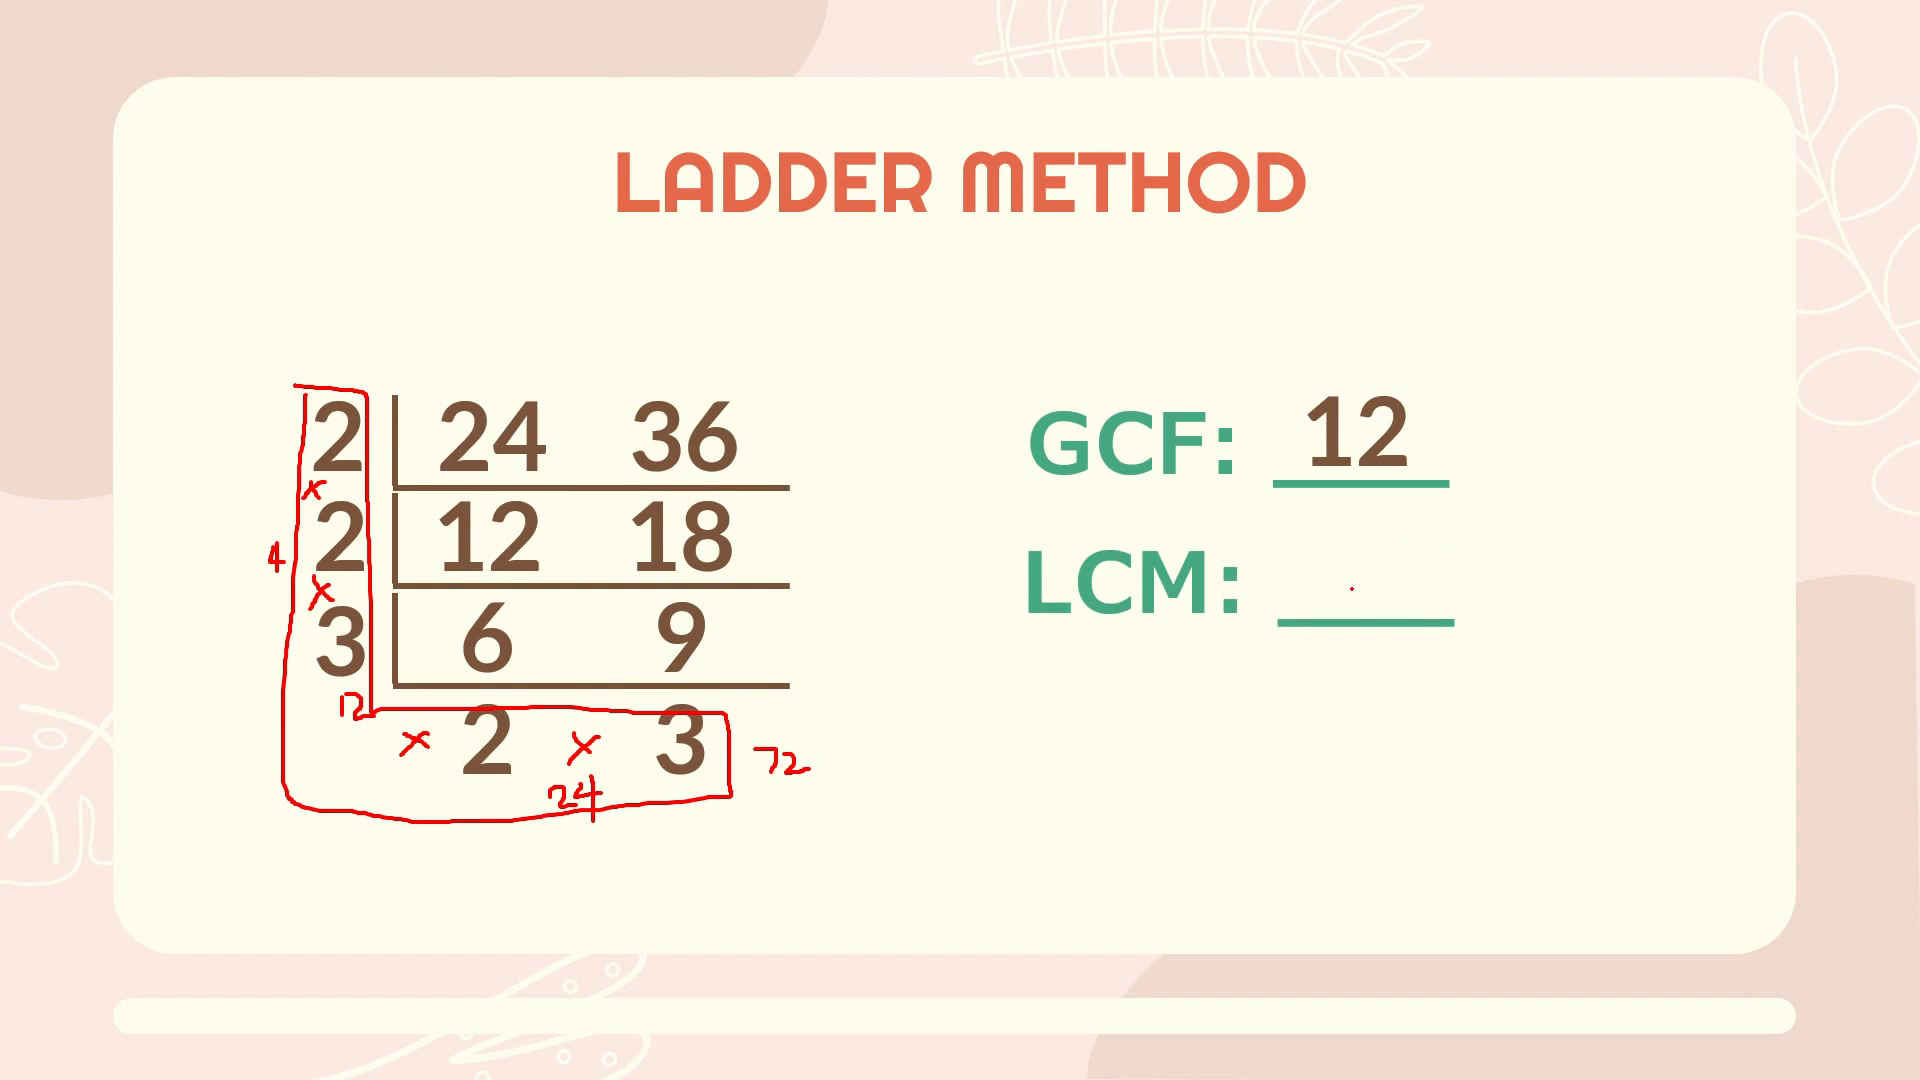 LADDER METHOD
2 24 36
×
2 12 18
4
×
3 6 9
12
× 2 × 3 72
24
GCF: 12
LCM: